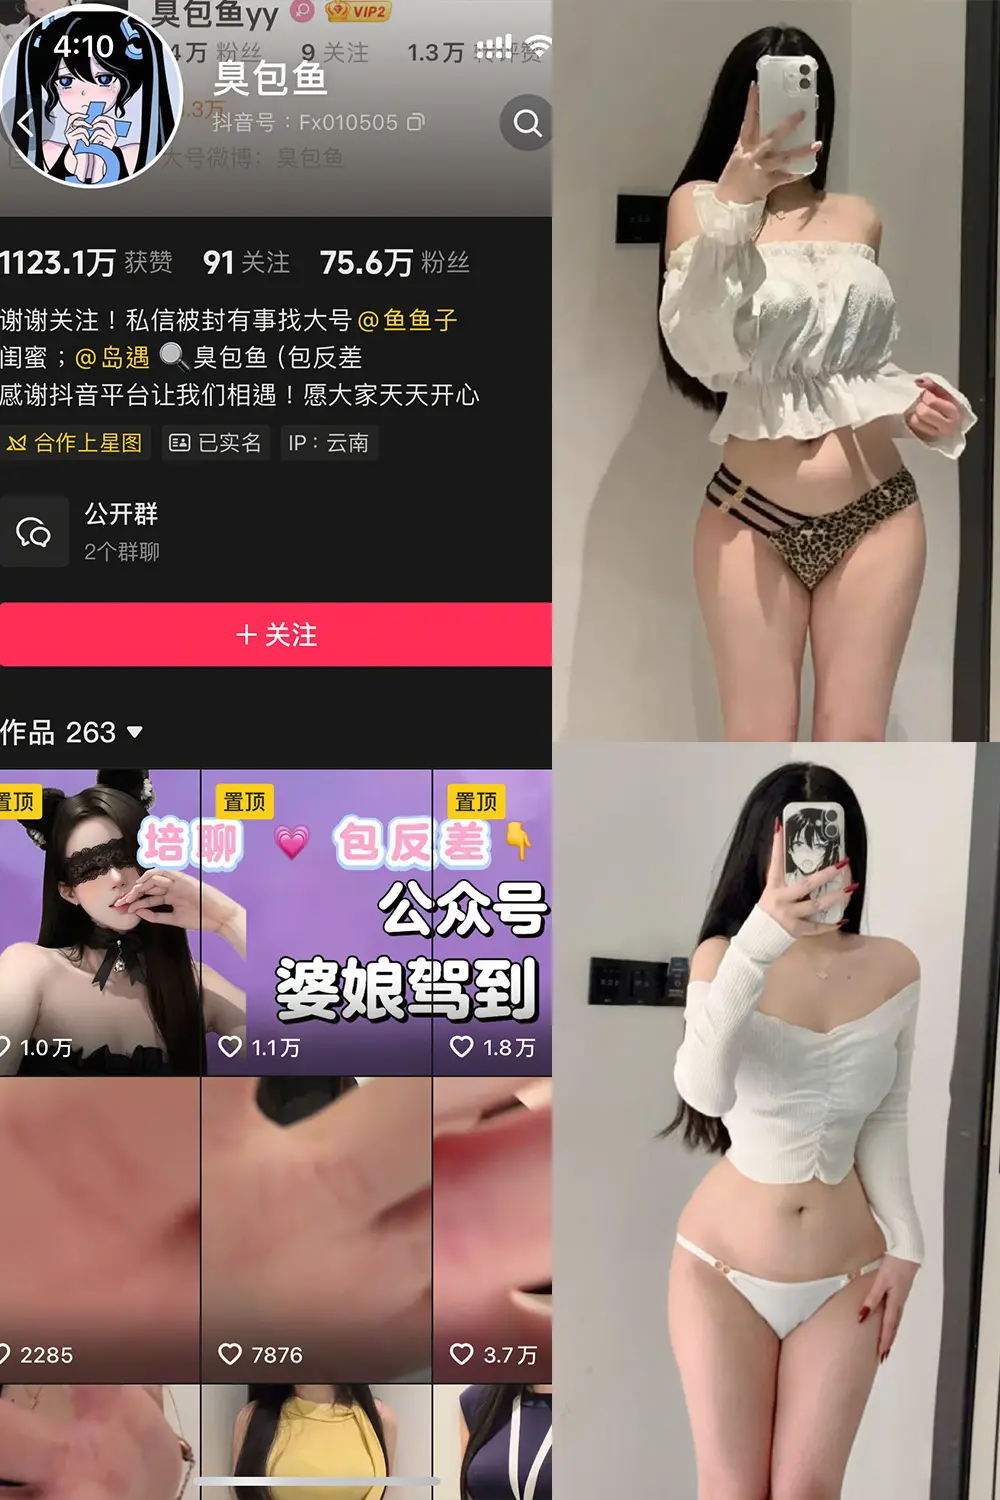 臭包鱼yy VIP2
4:10
4万 粉丝 9 关注 1.3万
臭包鱼
抖音号：Fx010505
大号微博：臭包鱼
1123.1万 获赞 91 关注 75.6万 粉丝
谢谢关注！私信被封有事找大号@鱼鱼子
闺蜜；@岛遇 🔍臭包鱼（包反差
感谢抖音平台让我们相遇！愿大家天天开心
合作上星图 已实名 IP：云南
公开群
2个群聊
＋关注
作品 263
置顶 置顶 置顶
培聊 💗 包反差👇
公众号
婆娘驾到
1.0万 1.1万 1.8万
2285 7876 3.7万